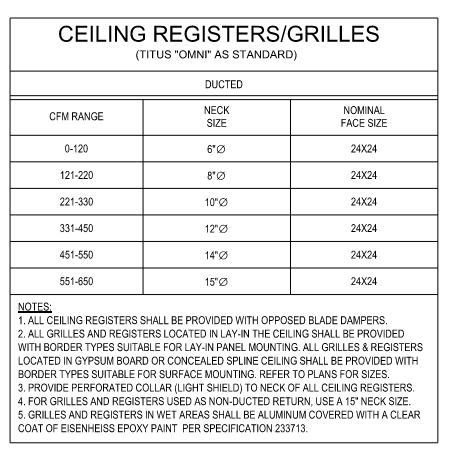 CEILING REGISTERS/GRILLES
(TITUS "OMNI" AS STANDARD)
DUCTED
CFM RANGE NECK SIZE NOMINAL FACE SIZE
0-120 6"∅ 24X24
121-220 8"∅ 24X24
221-330 10"∅ 24X24
331-450 12"∅ 24X24
451-550 14"∅ 24X24
551-650 15"∅ 24X24
NOTES:
1. ALL CEILING REGISTERS SHALL BE PROVIDED WITH OPPOSED BLADE DAMPERS.
2. ALL GRILLES AND REGISTERS LOCATED IN LAY-IN THE CEILING SHALL BE PROVIDED
WITH BORDER TYPES SUITABLE FOR LAY-IN PANEL MOUNTING. ALL GRILLES & REGISTERS
LOCATED IN GYPSUM BOARD OR CONCEALED SPLINE CEILING SHALL BE PROVIDED WITH
BORDER TYPES SUITABLE FOR SURFACE MOUNTING. REFER TO PLANS FOR SIZES.
3. PROVIDE PERFORATED COLLAR (LIGHT SHIELD) TO NECK OF ALL CEILING REGISTERS.
4. FOR GRILLES AND REGISTERS USED AS NON-DUCTED RETURN, USE A 15" NECK SIZE.
5. GRILLES AND REGISTERS IN WET AREAS SHALL BE ALUMINUM COVERED WITH A CLEAR
COAT OF EISENHEISS EPOXY PAINT PER SPECIFICATION 233713.